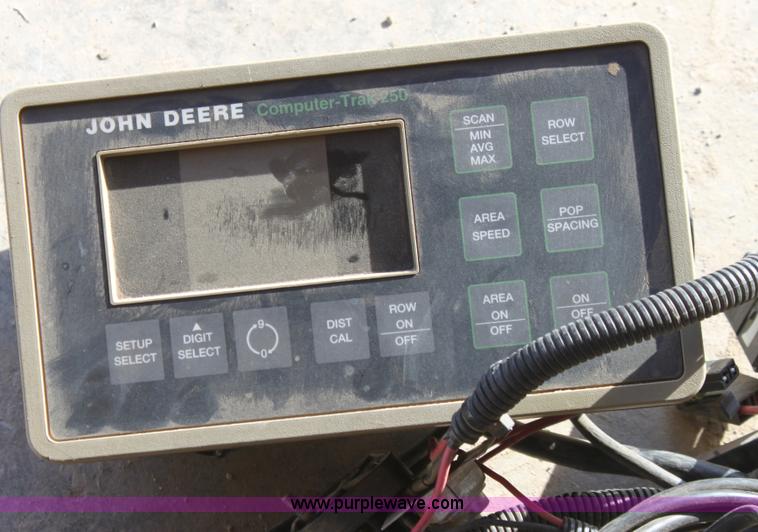 JOHN DEERE Computer-Trak 250
SCAN
MIN
AVG
MAX
ROW
SELECT
AREA
SPEED
POP
SPACING
AREA
ON
OFF
ON
OFF
SETUP
SELECT
DIGIT
SELECT
9
0
DIST
CAL
ROW
ON
OFF
www.purplewave.com